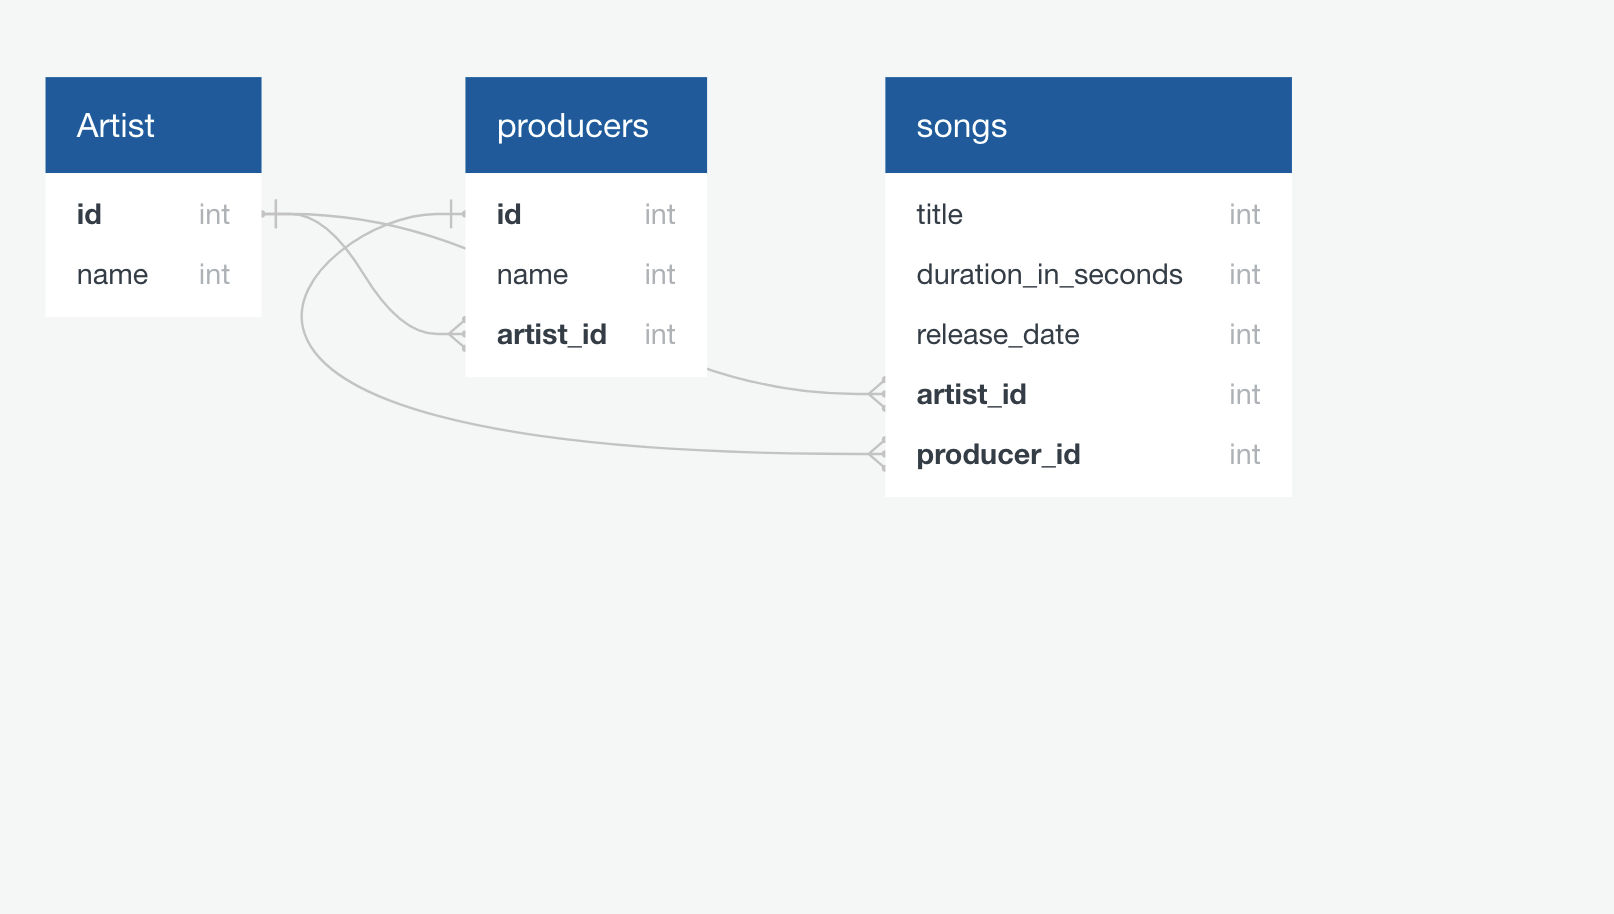 Artist
id int
name int
producers
id int
name int
artist_id int
songs
title int
duration_in_seconds int
release_date int
artist_id int
producer_id int